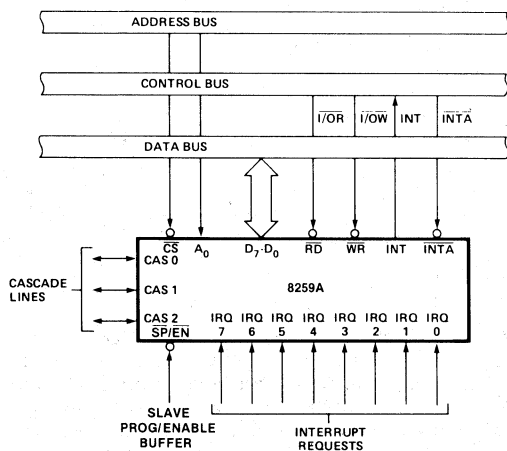 ADDRESS BUS
CONTROL BUS
I/OR I/OW INT INTA
DATA BUS
CS A0 D7-D0 RD WR INT INTA
CAS 0
CASCADE
LINES
CAS 1
8259A
CAS 2
SP/EN
IRQ IRQ IRQ IRQ IRQ IRQ IRQ IRQ
7 6 5 4 3 2 1 0
SLAVE
PROG/ENABLE
BUFFER
INTERRUPT
REQUESTS